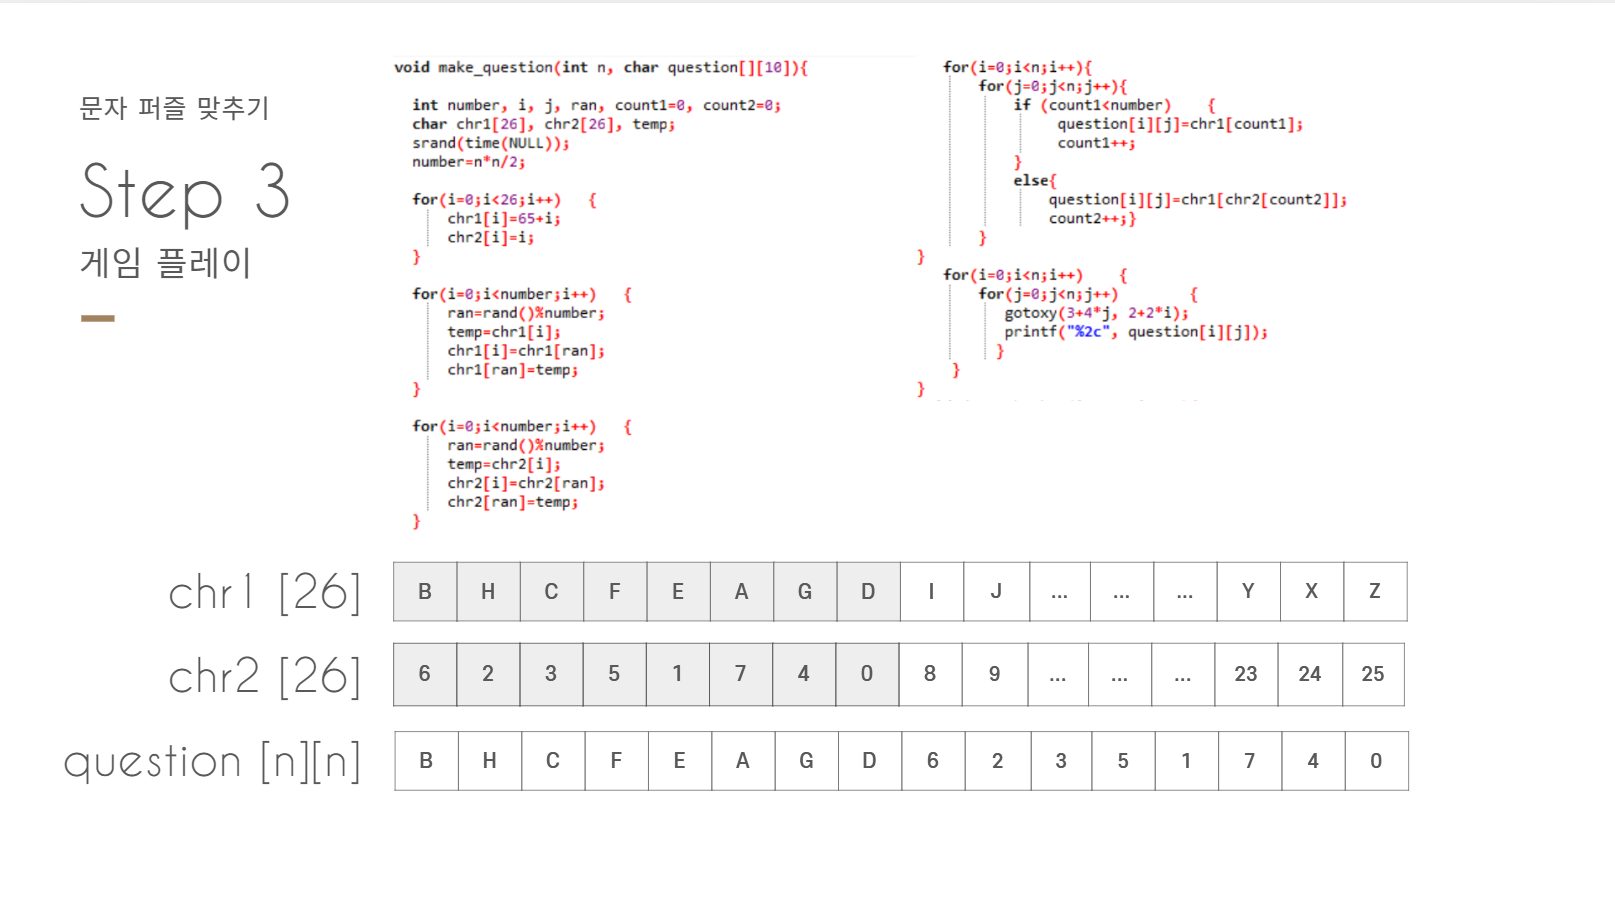 문자 퍼즐 맞추기
Step 3
게임 플레이
void make_question(int n, char question[][10]){
int number, i, j, ran, count1=0, count2=0;
char chr1[26], chr2[26], temp;
srand(time(NULL));
number=n*n/2;
for(i=0;i<26;i++) {
chr1[i]=65+i;
chr2[i]=i;
}
for(i=0;i<number;i++) {
ran=rand()%number;
temp=chr1[i];
chr1[i]=chr1[ran];
chr1[ran]=temp;
}
for(i=0;i<number;i++) {
ran=rand()%number;
temp=chr2[i];
chr2[i]=chr2[ran];
chr2[ran]=temp;
}
for(i=0;i<n;i++){
for(j=0;j<n;j++){
if (count1<number) {
question[i][j]=chr1[count1];
count1++;
}
else{
question[i][j]=chr1[chr2[count2]];
count2++;}
}
}
for(i=0;i<n;i++) {
for(j=0;j<n;j++) {
gotoxy(3+4*j, 2+2*i);
printf("%2c", question[i][j]);
}
}
}
chr1 [26] B H C F E A G D I J ... ... ... Y X Z
chr2 [26] 6 2 3 5 1 7 4 0 8 9 ... ... ... 23 24 25
question [n][n] B H C F E A G D 6 2 3 5 1 7 4 0